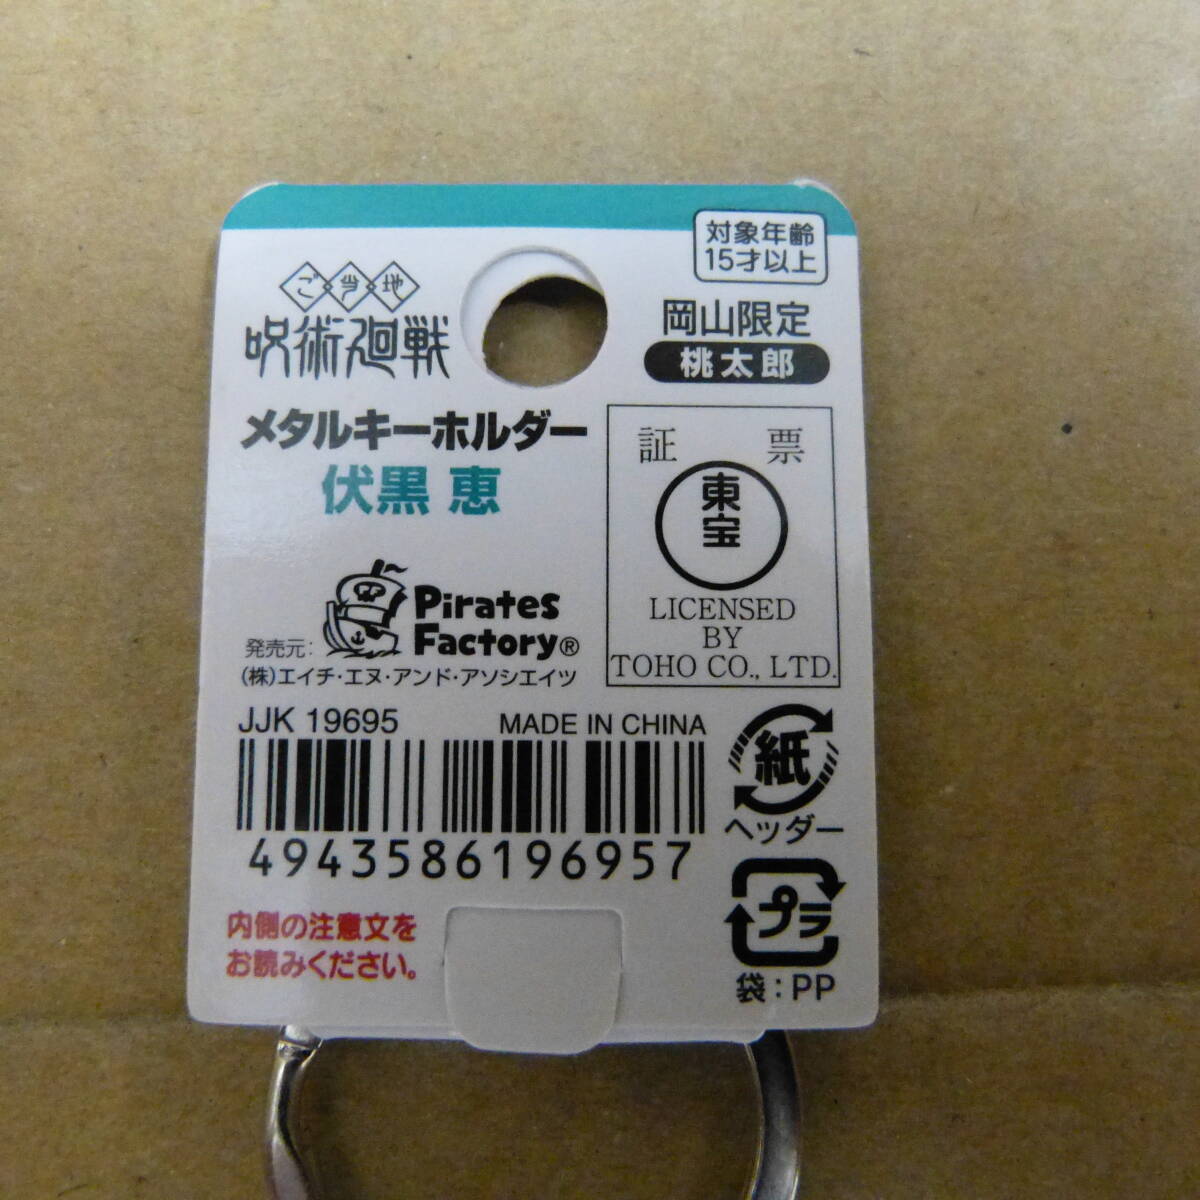 対象年齢
15才以上
ご当地
呪術廻戦
岡山限定
桃太郎
メタルキーホルダー
伏黒 恵
証 票
東宝
LICENSED
BY
TOHO CO., LTD.
発売元:
Pirates
Factory®
(株)エイチ・エヌ・アンド・アソシエイツ
JJK 19695
MADE IN CHINA
4943586196957
紙
ヘッダー
プラ
袋:PP
内側の注意文を
お読みください。